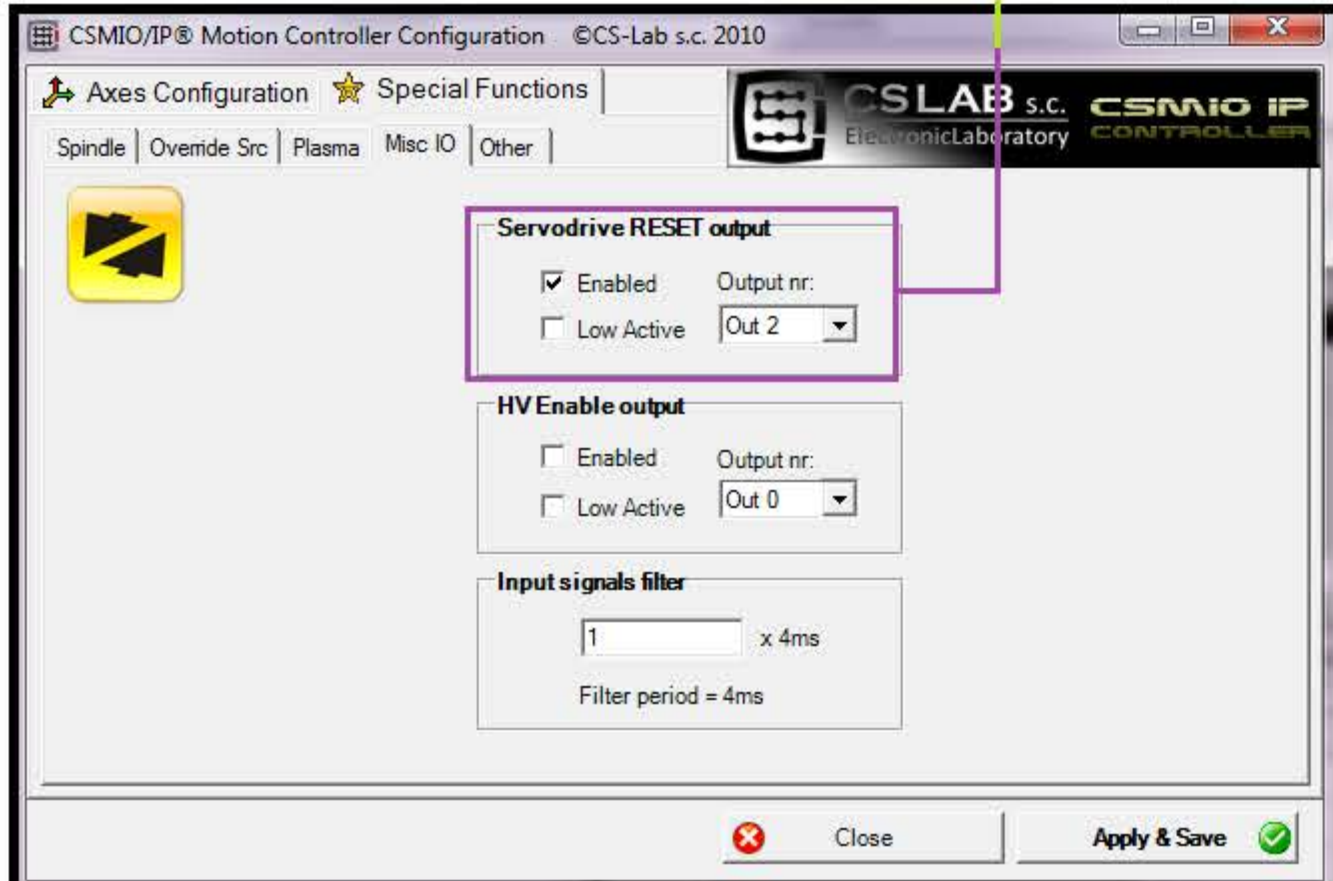 CSMIO/IP® Motion Controller Configuration ©CS-Lab s.c. 2010
Axes Configuration Special Functions
CSLAB s.c. CSMIO IP
ElectronicLaboratory CONTROLLER
Spindle Override Src Plasma Misc IO Other
Servodrive RESET output
Enabled Output nr:
Low Active Out 2
HV Enable output
Enabled Output nr:
Low Active Out 0
Input signals filter
1 x 4ms
Filter period = 4ms
Close Apply & Save